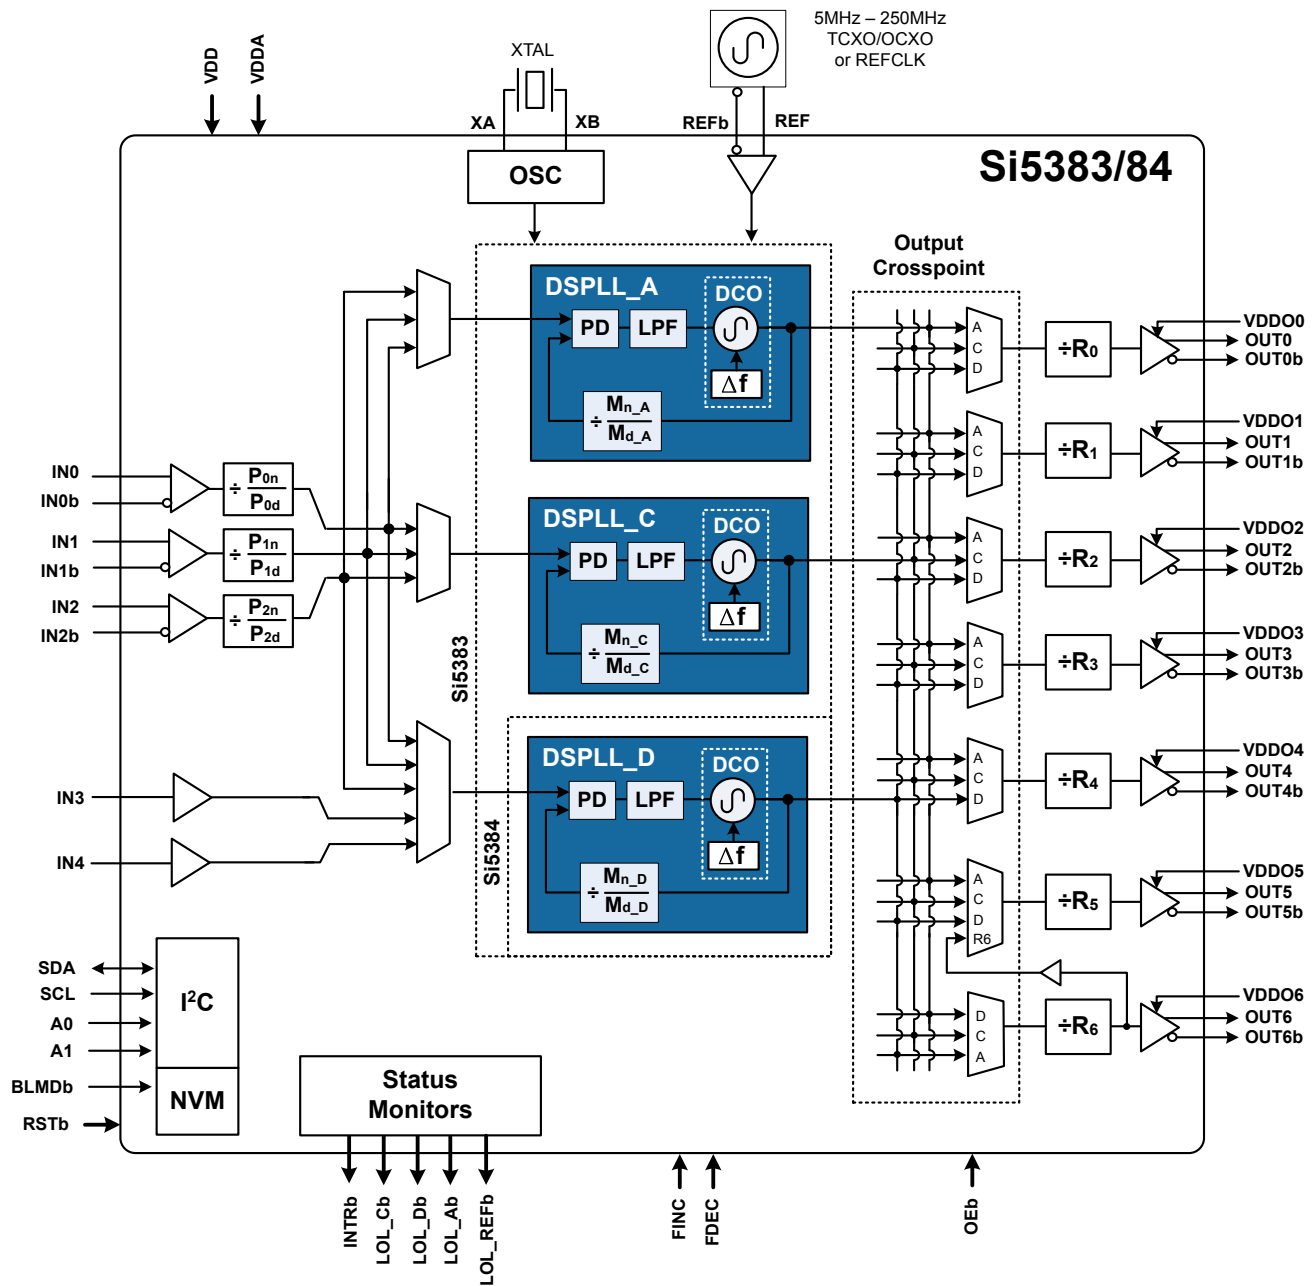 5MHz – 250MHz
TCXO/OCXO
or REFCLK
XTAL
VDD
VDDA
XA
XB
REFb
REF
OSC
Si5383/84
Output
Crosspoint
DSPLL_A
DCO
PD
LPF
Δf
÷ Mn_A
Md_A
DSPLL_C
DCO
PD
LPF
Δf
÷ Mn_C
Md_C
DSPLL_D
DCO
PD
LPF
Δf
÷ Mn_D
Md_D
Si5383
Si5384
IN0
IN0b
÷ P0n
P0d
IN1
IN1b
÷ P1n
P1d
IN2
IN2b
÷ P2n
P2d
IN3
IN4
A
C
D
÷R0
VDDO0
OUT0
OUT0b
A
C
D
÷R1
VDDO1
OUT1
OUT1b
A
C
D
÷R2
VDDO2
OUT2
OUT2b
A
C
D
÷R3
VDDO3
OUT3
OUT3b
A
C
D
÷R4
VDDO4
OUT4
OUT4b
A
C
D
R6
÷R5
VDDO5
OUT5
OUT5b
D
C
A
÷R6
VDDO6
OUT6
OUT6b
SDA
SCL
A0
A1
BLMDb
RSTb
I²C
NVM
Status
Monitors
INTRb
LOL_Cb
LOL_Db
LOL_Ab
LOL_REFb
FINC
FDEC
OEb